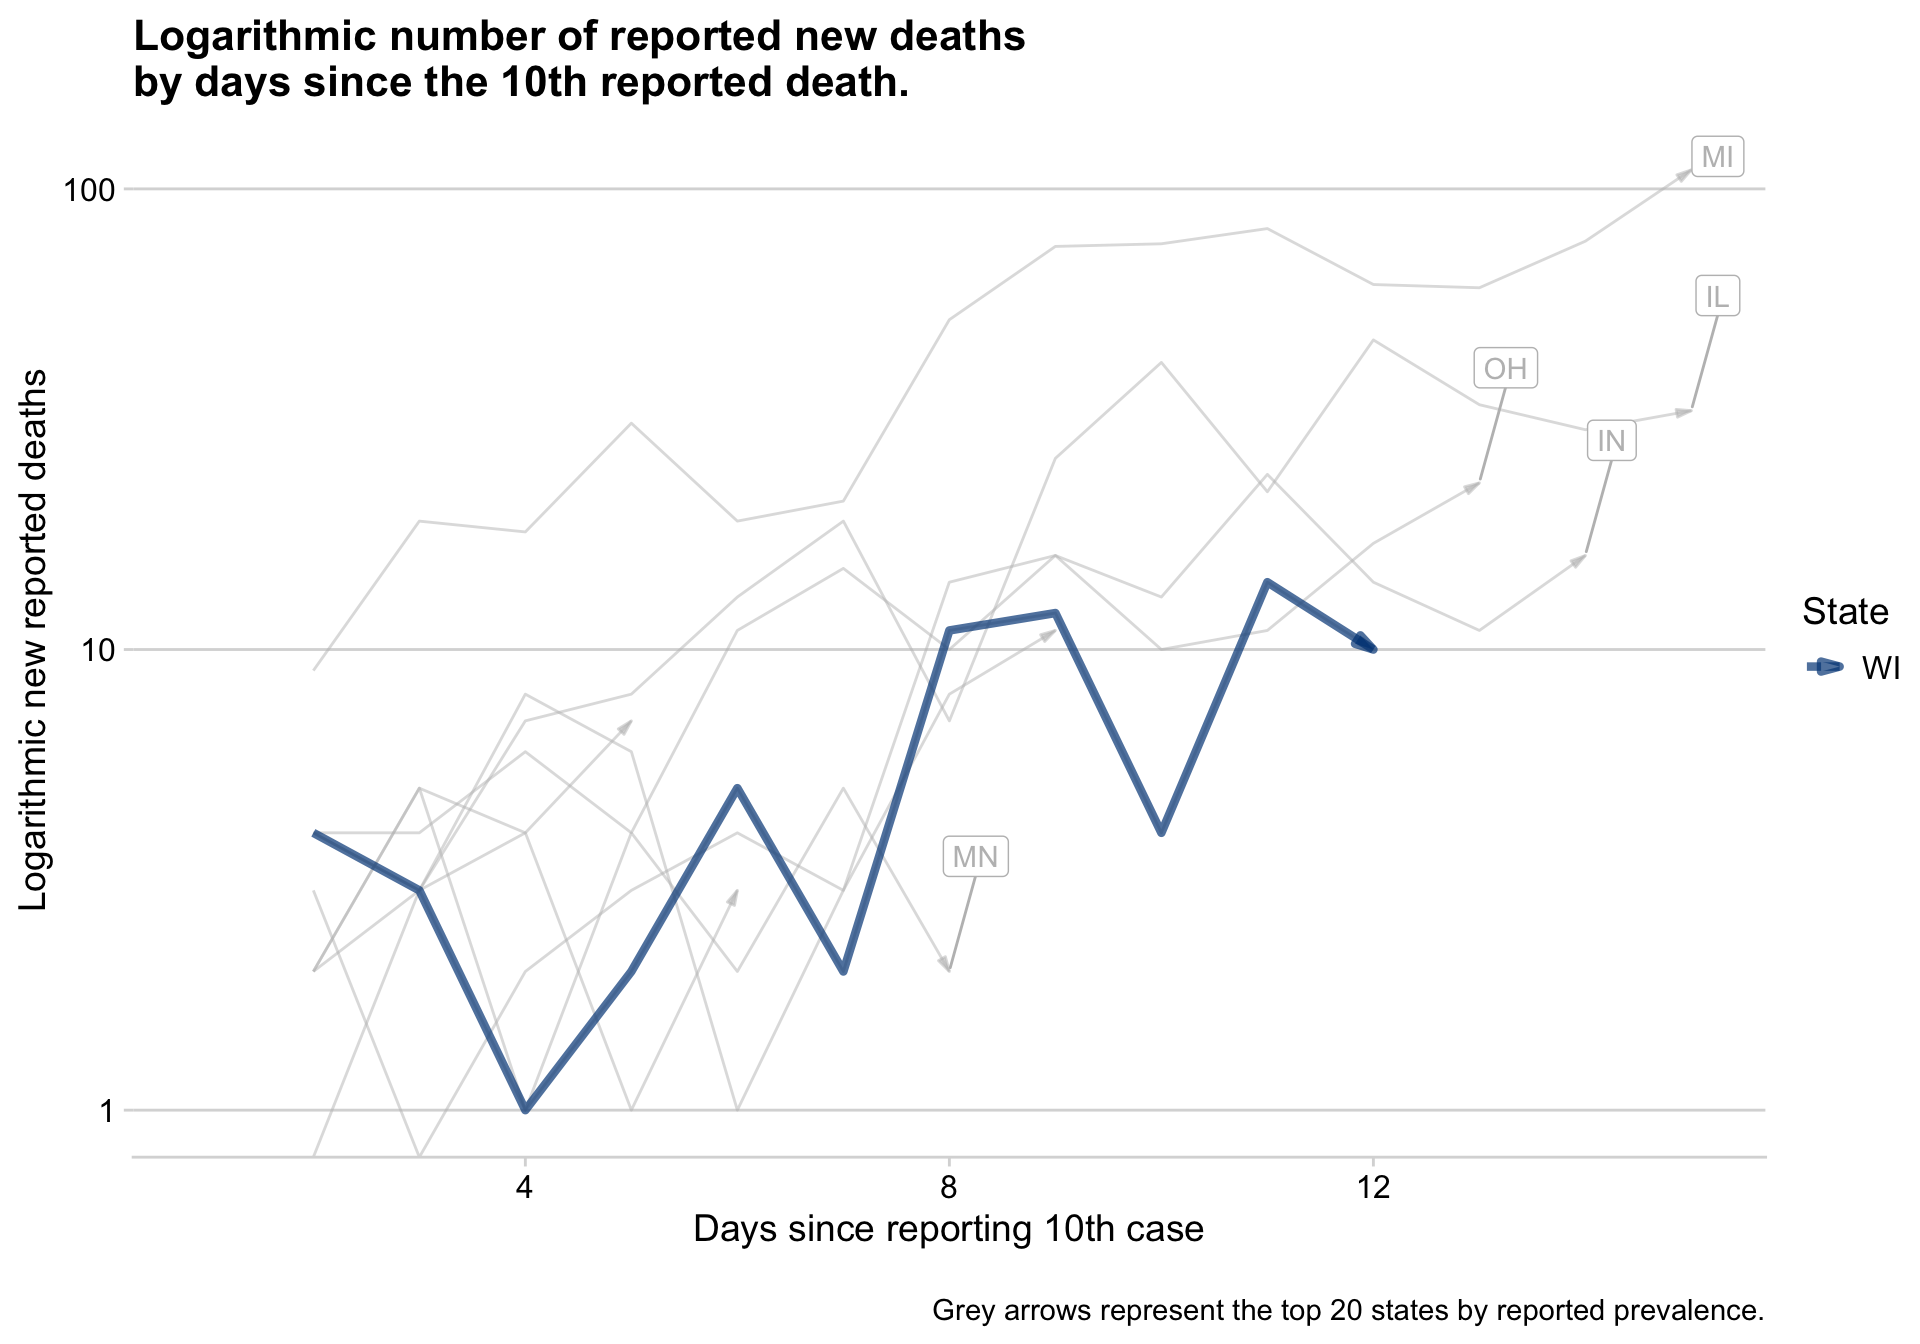 Logarithmic number of reported new deaths
by days since the 10th reported death.
MI
100
IL
OH
IN
Logarithmic new reported deaths
State
WI
10
MN
1
4
8
12
Days since reporting 10th case
Grey arrows represent the top 20 states by reported prevalence.